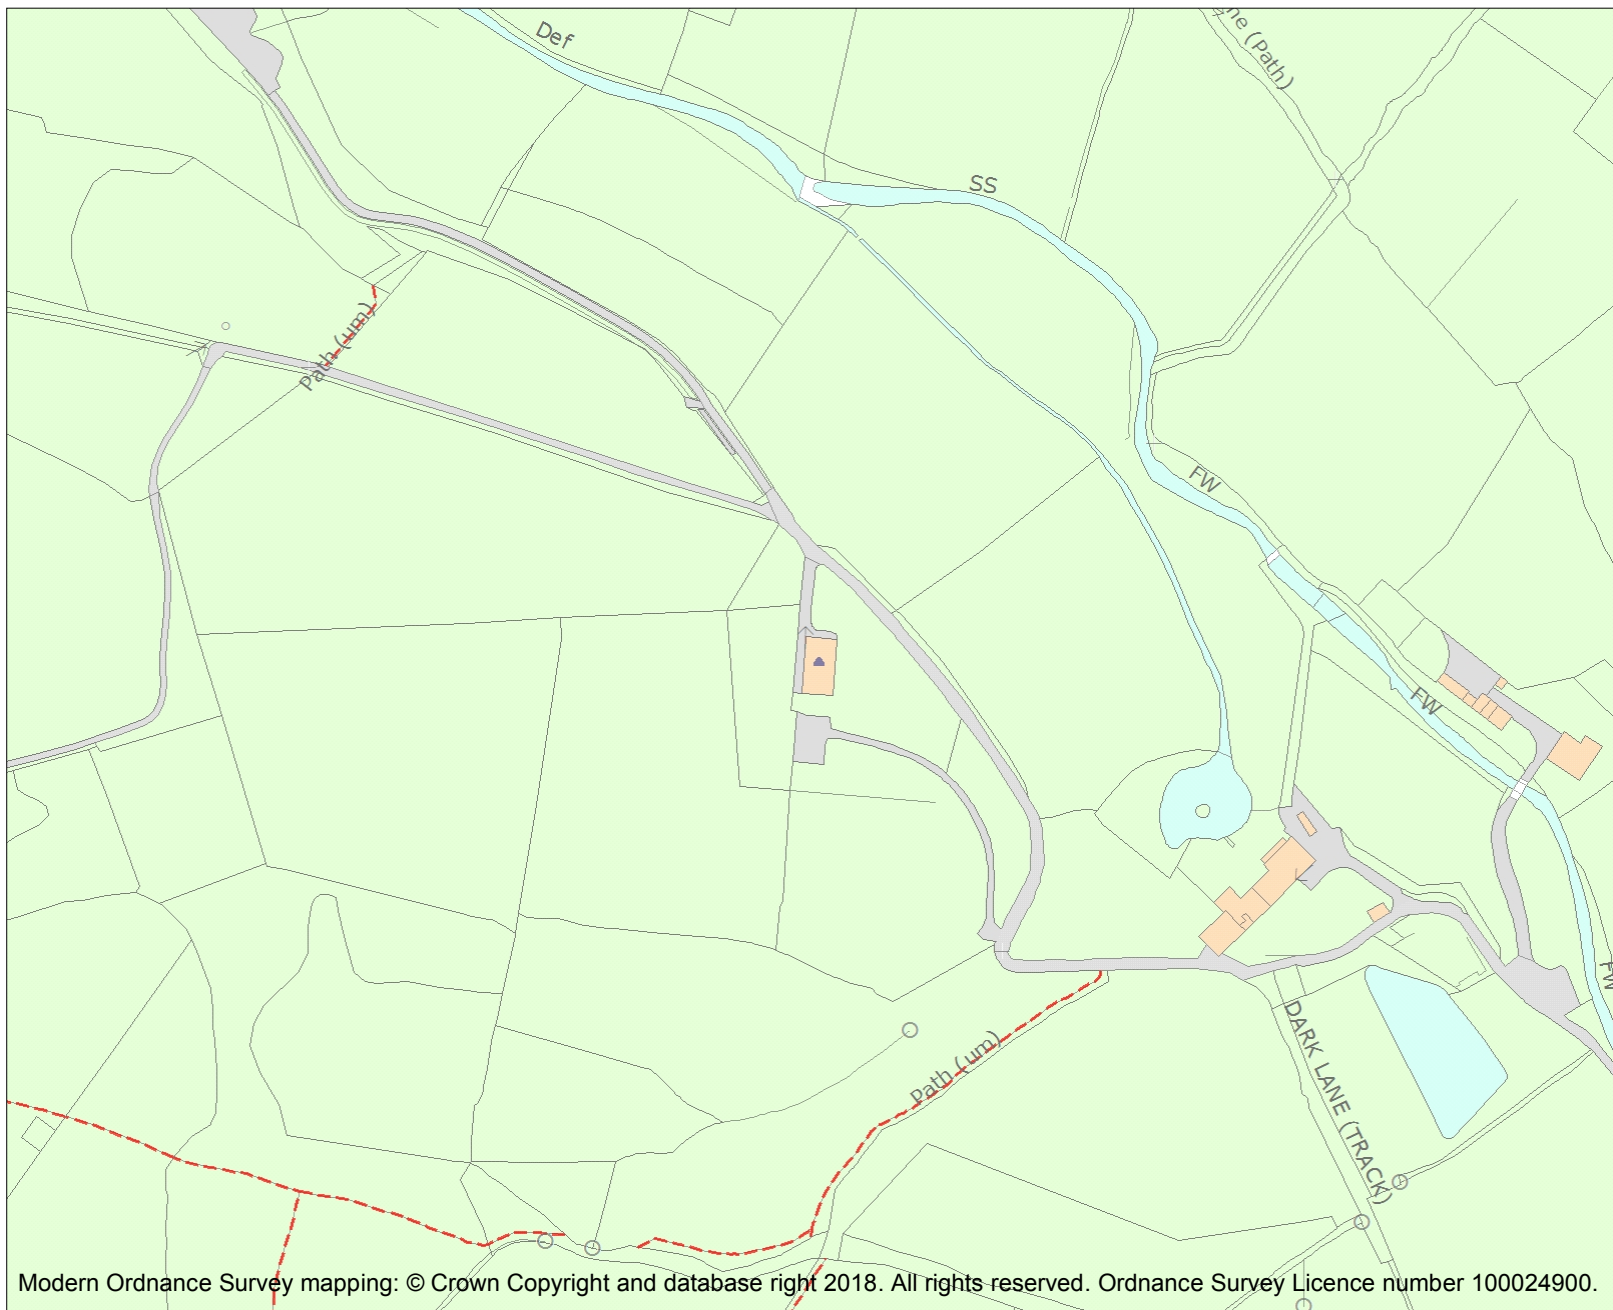 Def
ne (Path)
SS
Path (um)
FW
FW
FW
DARK LANE (TRACK)
Path (um)
Modern Ordnance Survey mapping: © Crown Copyright and database right 2018. All rights reserved. Ordnance Survey Licence number 100024900.